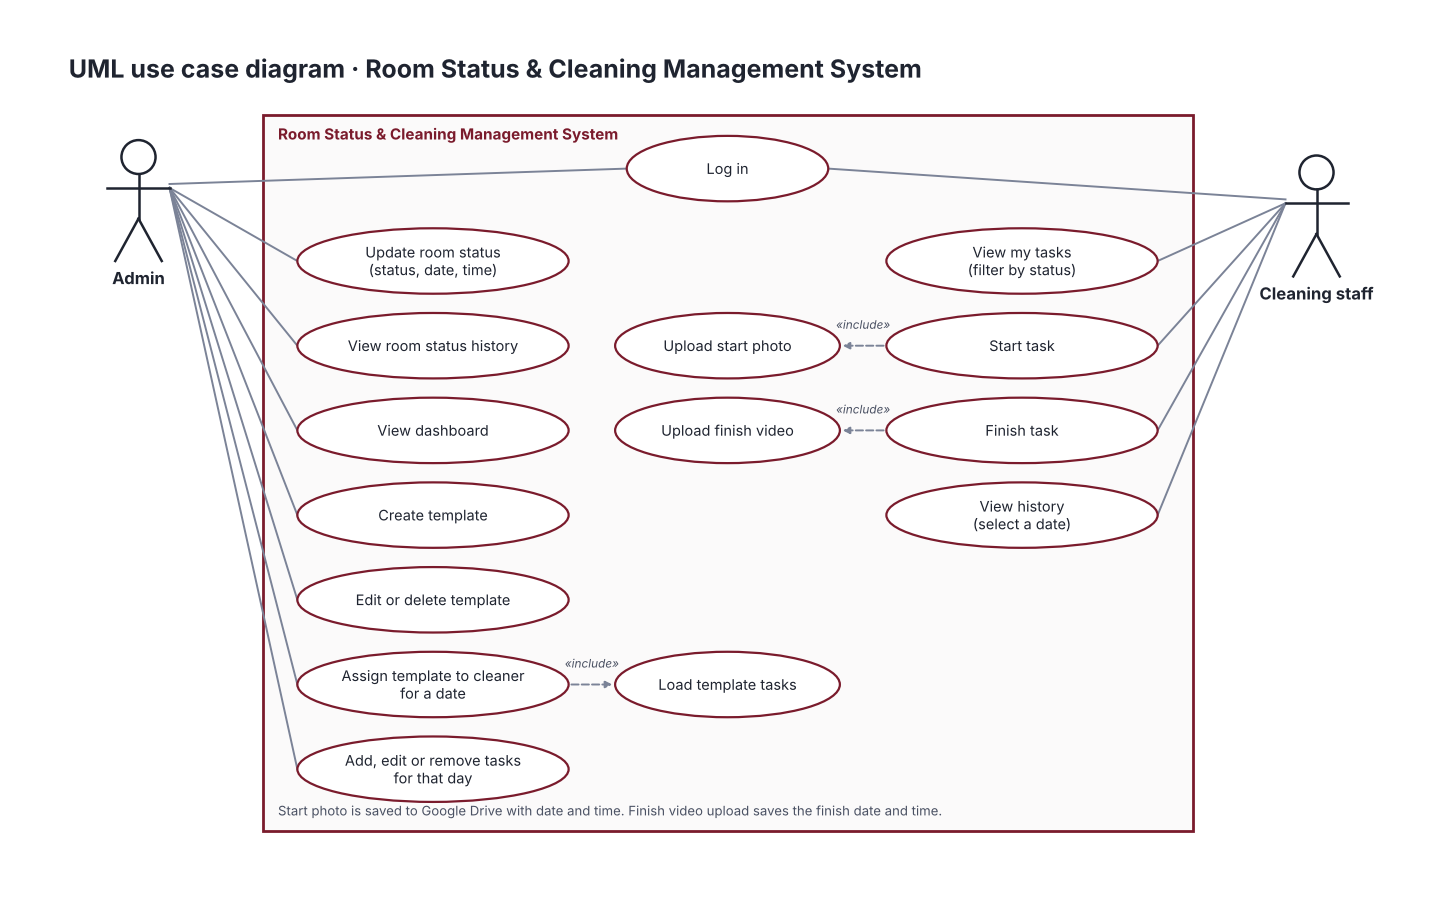 UML use case diagram · Room Status & Cleaning Management System
Room Status & Cleaning Management System
Log in
Admin
Cleaning staff
Update room status
(status, date, time)
View my tasks
(filter by status)
View room status history
Upload start photo
«include»
Start task
View dashboard
Upload finish video
«include»
Finish task
Create template
View history
(select a date)
Edit or delete template
Assign template to cleaner
for a date
«include»
Load template tasks
Add, edit or remove tasks
for that day
Start photo is saved to Google Drive with date and time. Finish video upload saves the finish date and time.